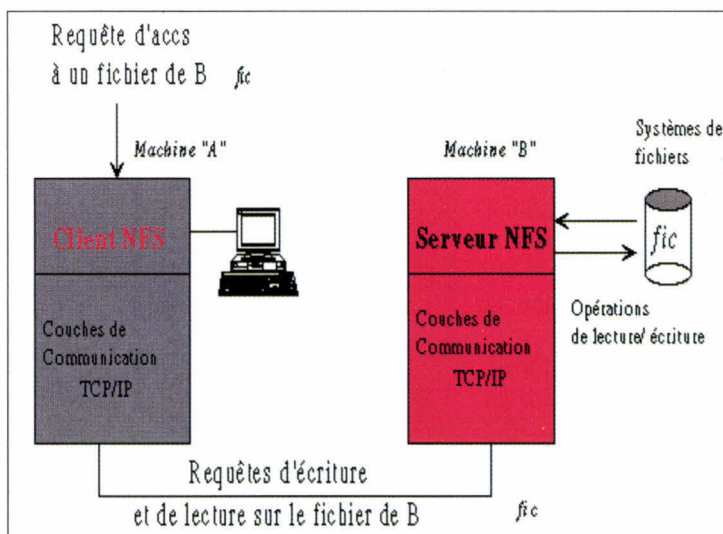 Requête d'accs
à un fichier de B fic
Machine "A"
Client NFS
Couches de
Communication
TCP/IP
Machine "B"
Serveur NFS
Couches de
Communication
TCP/IP
Systèmes de
fichiers
fic
Opérations
de lecture/ écriture
Requêtes d'écriture
et de lecture sur le fichier de B fic